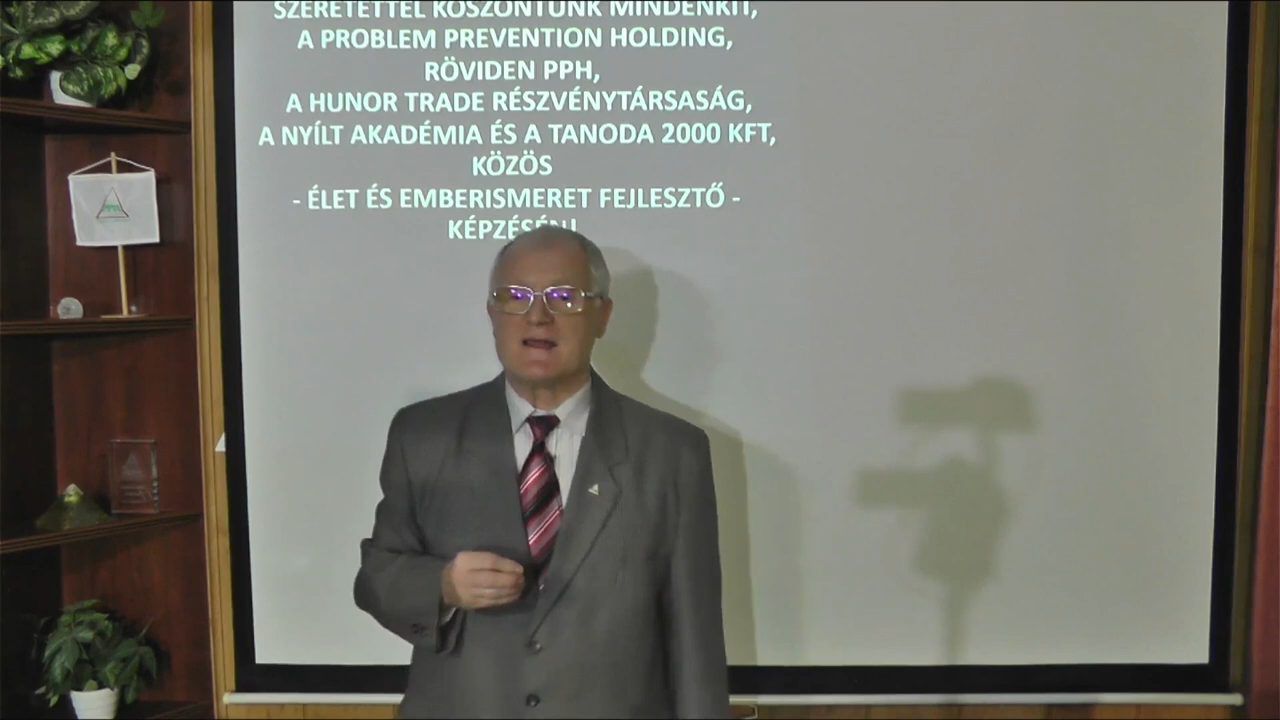 SZERETETTEL KÖSZÖNTÜNK MINDENKIT,
A PROBLEM PREVENTION HOLDING,
RÖVIDEN PPH,
A HUNOR TRADE RÉSZVÉNYTÁRSASÁG,
A NYÍLT AKADÉMIA ÉS A TANODA 2000 KFT,
KÖZÖS
- ÉLET ÉS EMBERISMERET FEJLESZTŐ -
KÉPZÉSÉN!